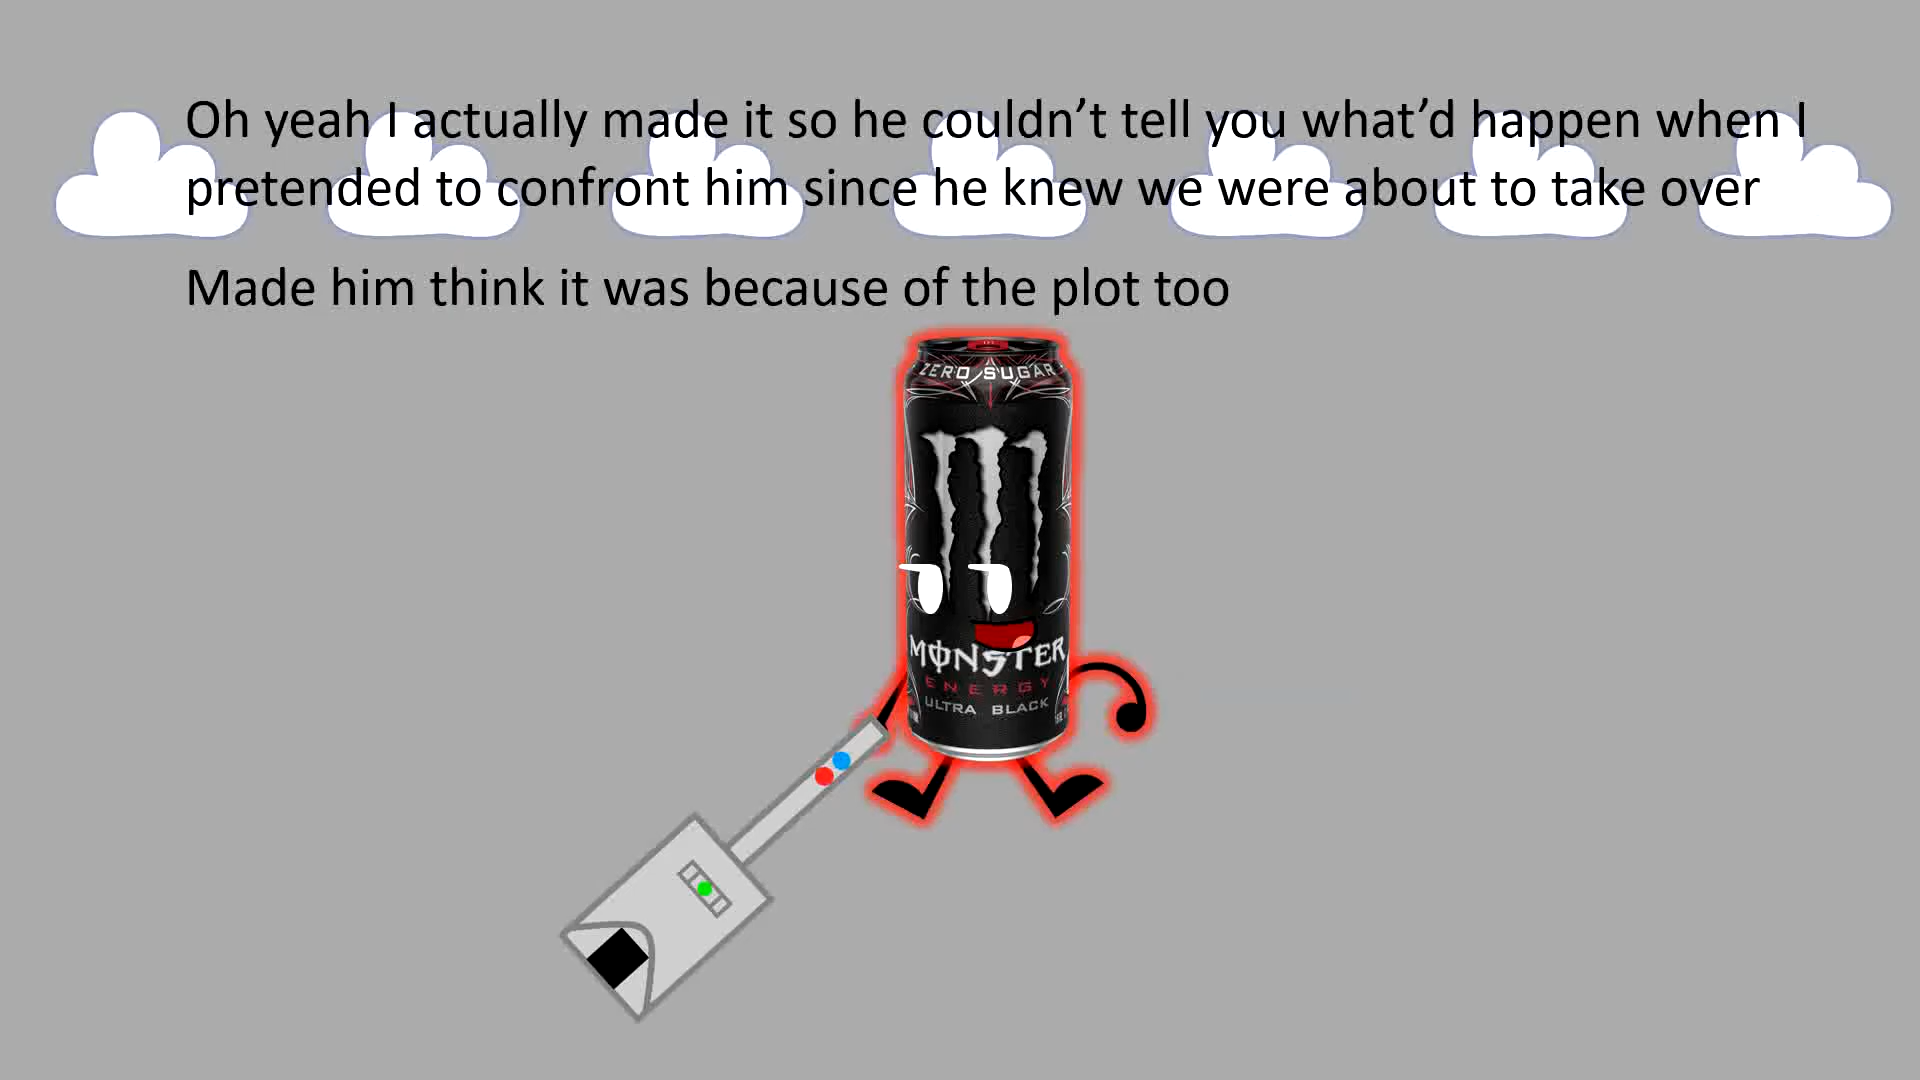 Oh yeah I actually made it so he couldn’t tell you what’d happen when I
pretended to confront him since he knew we were about to take over
Made him think it was because of the plot too
ZERO SUGAR
MONSTER
ENERGY
ULTRA BLACK